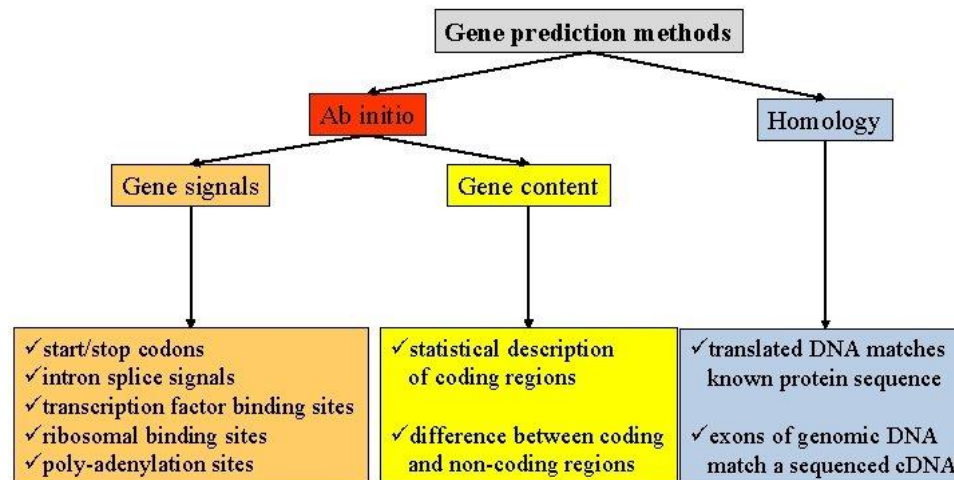 Gene prediction methods
Ab initio
Homology
Gene signals
Gene content
✓start/stop codons
✓intron splice signals
✓transcription factor binding sites
✓ribosomal binding sites
✓poly-adenylation sites
✓statistical description
of coding regions
✓difference between coding
and non-coding regions
✓translated DNA matches
known protein sequence
✓exons of genomic DNA
match a sequenced cDNA